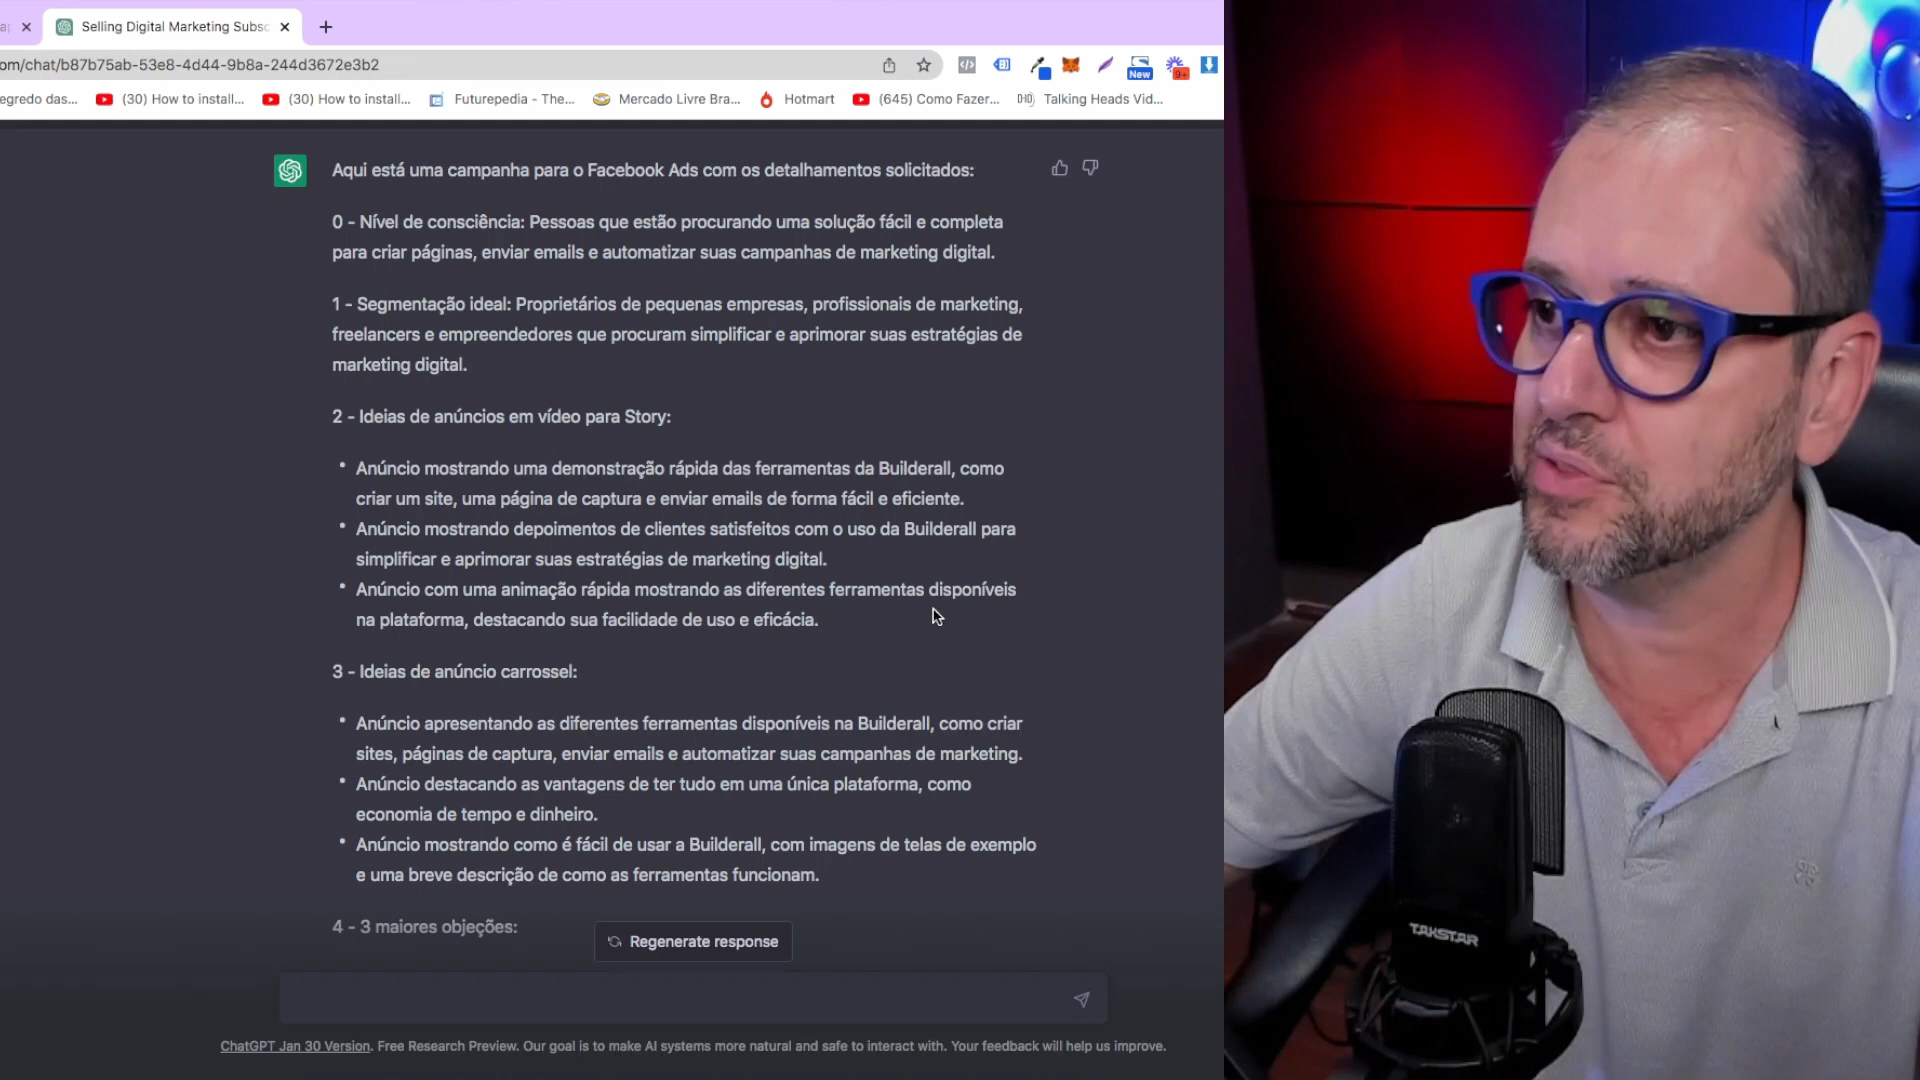 Selling Digital Marketing Subsc
om/chat/b87b75ab-53e8-4d44-9b8a-244d3672e3b2
New
9+
egredo das...
(30) How to install...
(30) How to install...
Futurepedia - The...
Mercado Livre Bra...
Hotmart
(645) Como Fazer...
Talking Heads Vid...
Aqui está uma campanha para o Facebook Ads com os detalhamentos solicitados:
0 - Nível de consciência: Pessoas que estão procurando uma solução fácil e completa
para criar páginas, enviar emails e automatizar suas campanhas de marketing digital.
1 - Segmentação ideal: Proprietários de pequenas empresas, profissionais de marketing,
freelancers e empreendedores que procuram simplificar e aprimorar suas estratégias de
marketing digital.
2 - Ideias de anúncios em vídeo para Story:
• Anúncio mostrando uma demonstração rápida das ferramentas da Builderall, como
criar um site, uma página de captura e enviar emails de forma fácil e eficiente.
• Anúncio mostrando depoimentos de clientes satisfeitos com o uso da Builderall para
simplificar e aprimorar suas estratégias de marketing digital.
• Anúncio com uma animação rápida mostrando as diferentes ferramentas disponíveis
na plataforma, destacando sua facilidade de uso e eficácia.
3 - Ideias de anúncio carrossel:
• Anúncio apresentando as diferentes ferramentas disponíveis na Builderall, como criar
sites, páginas de captura, enviar emails e automatizar suas campanhas de marketing.
• Anúncio destacando as vantagens de ter tudo em uma única plataforma, como
economia de tempo e dinheiro.
• Anúncio mostrando como é fácil de usar a Builderall, com imagens de telas de exemplo
e uma breve descrição de como as ferramentas funcionam.
4 - 3 maiores objeções:
Regenerate response
ChatGPT Jan 30 Version. Free Research Preview. Our goal is to make AI systems more natural and safe to interact with. Your feedback will help us improve.
TAKSTAR